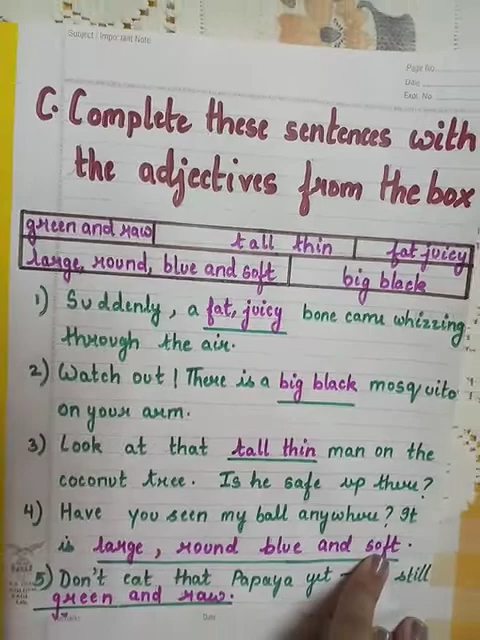 Subject / Important Note
Page No
Date
Expt. No
C. Complete these sentences with
the adjectives from the box
green and raw tall thin fat juicy
large, round, blue and soft big black
1) Suddenly, a fat, juicy bone came whizzing
through the air.
2) Watch out! There is a big black mosquito
on your arm.
3) Look at that tall thin man on the
coconut tree. Is he safe up there?
4) Have you seen my ball anywhere? It
is large, round blue and soft.
5) Don't eat that Papaya yet still
green and raw.
Date